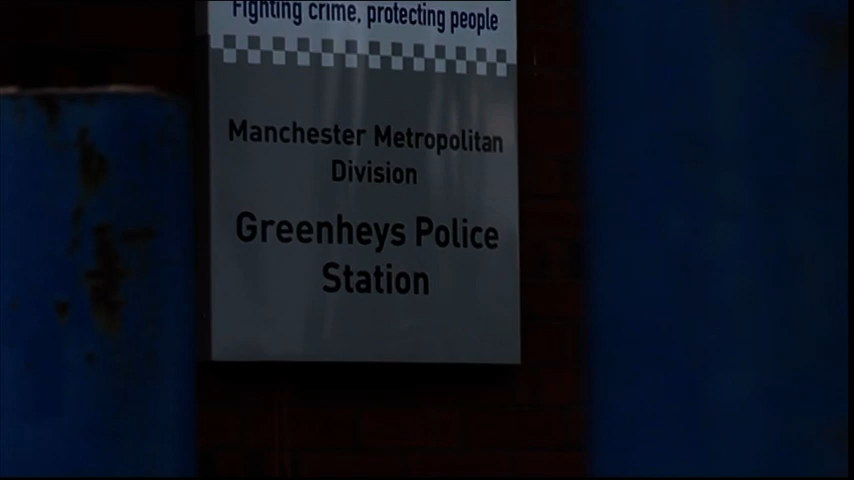 Fighting crime, protecting people
Manchester Metropolitan
Division
Greenheys Police
Station